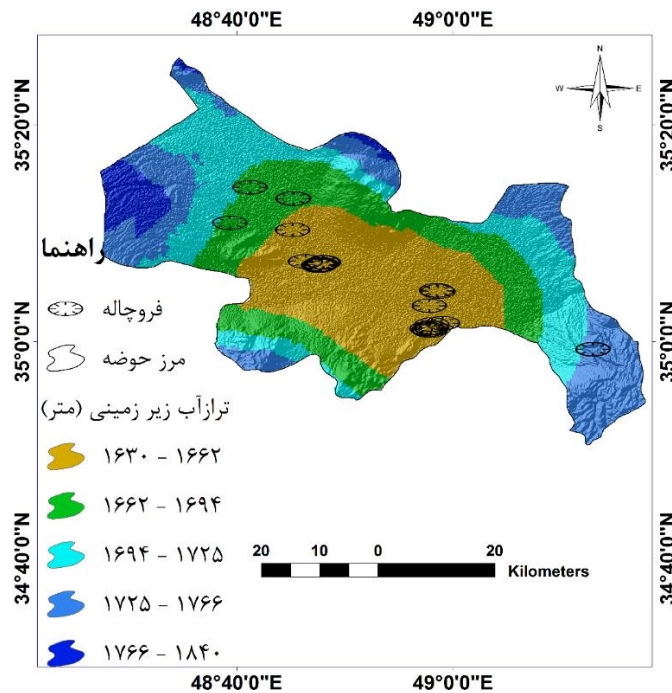 48°40'0"E 49°0'0"E
N
W E
S
35°20'0"N 35°20'0"N
راهنما
فروچاله
35°0'0"N 35°0'0"N
مرز حوضه
ترازآب زیر زمینی (متر)
۱۶۳۰ - ۱۶۶۲
۱۶۶۲ - ۱۶۹۴
۱۶۹۴ - ۱۷۲۵
۱۷۲۵ - ۱۷۶۶
۱۷۶۶ - ۱۸۴۰
34°40'0"N 34°40'0"N
20 10 0 20
Kilometers
48°40'0"E 49°0'0"E